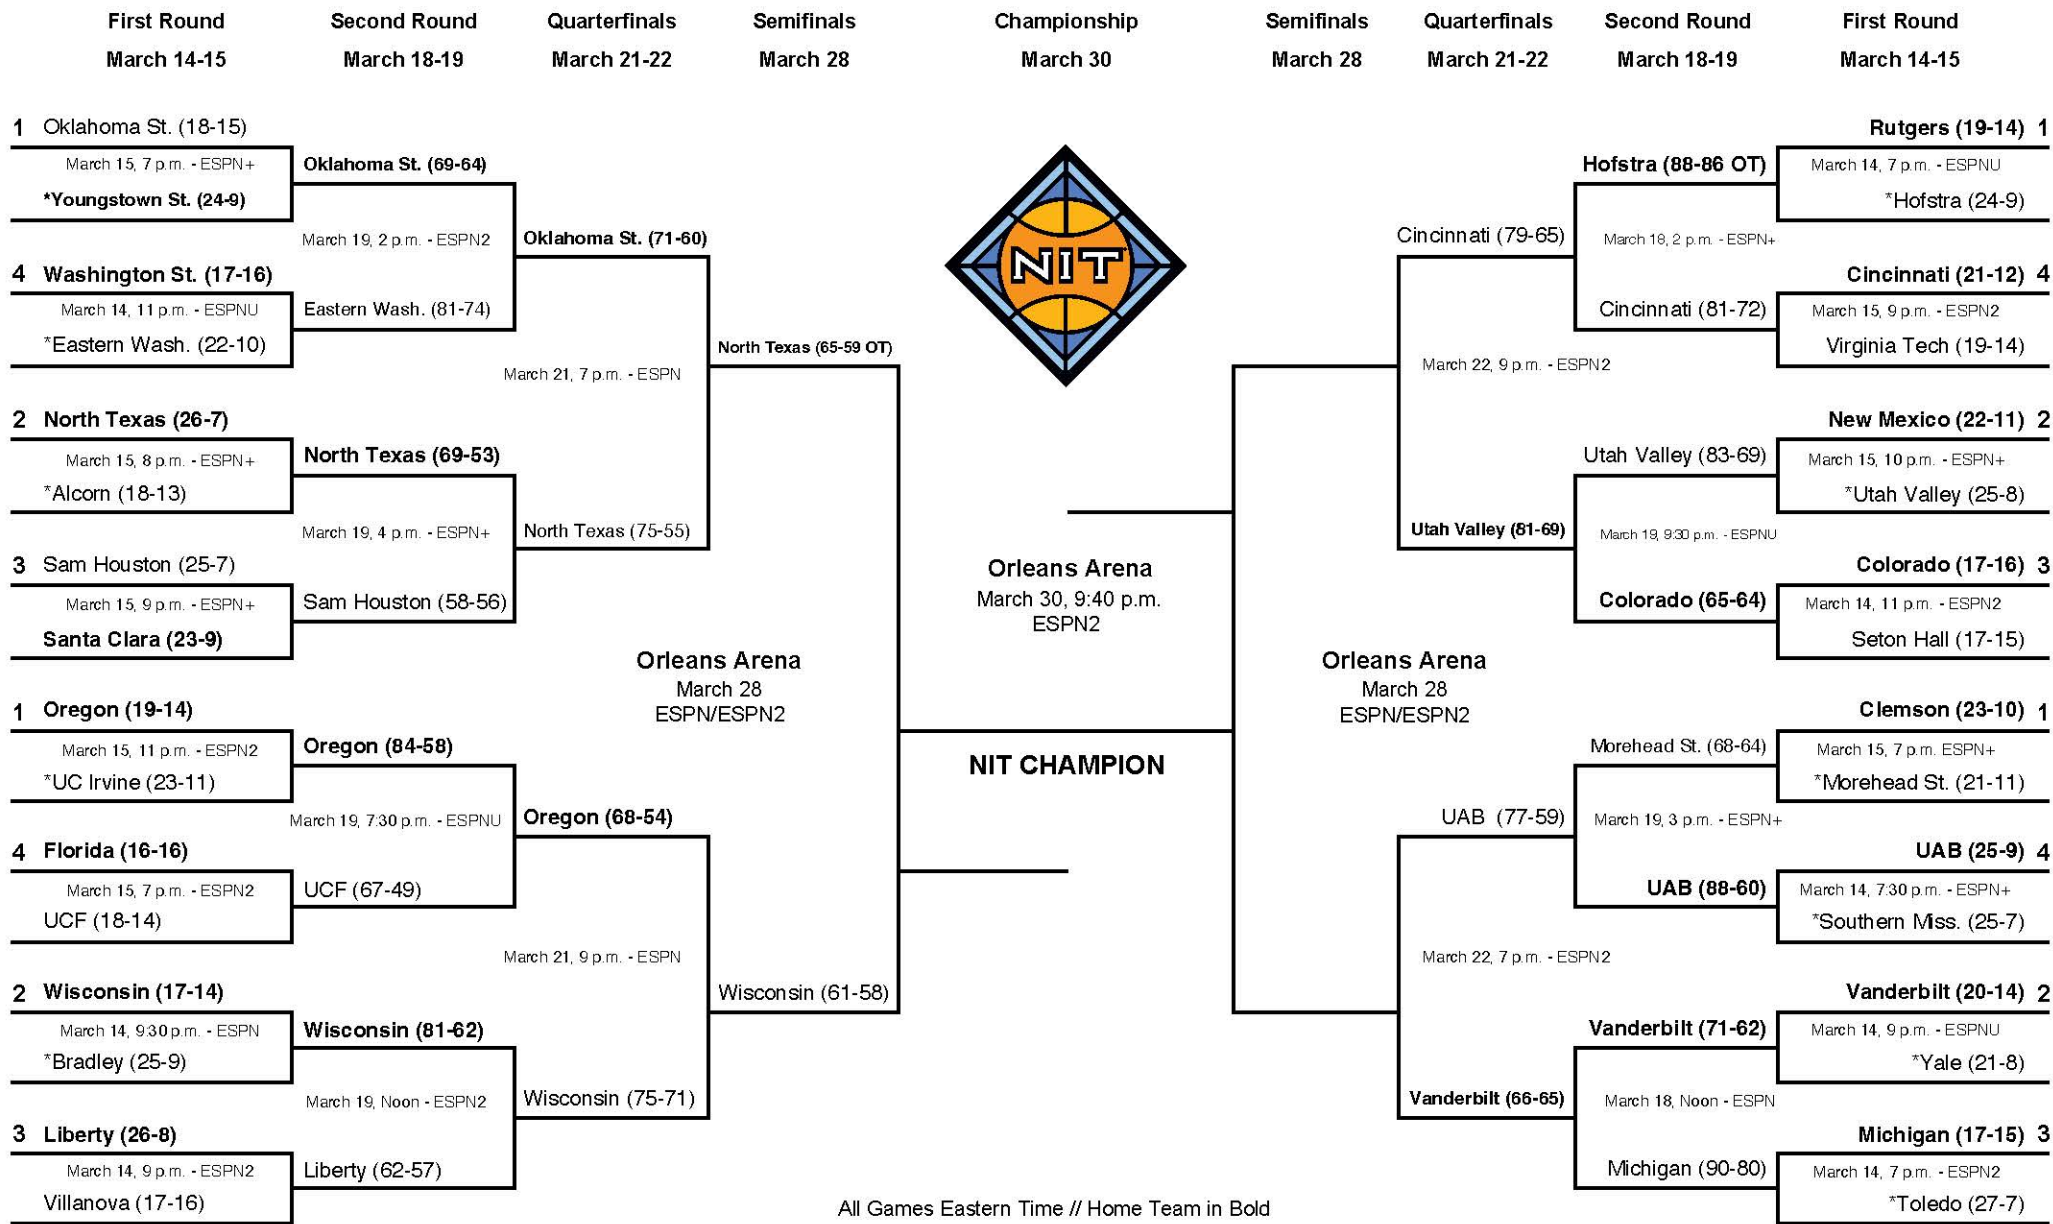 First Round
March 14-15
Second Round
March 18-19
Quarterfinals
March 21-22
Semifinals
March 28
Championship
March 30
Semifinals
March 28
Quarterfinals
March 21-22
Second Round
March 18-19
First Round
March 14-15
1 Oklahoma St. (18-15)
March 15, 7 p.m. - ESPN+
*Youngstown St. (24-9)
4 Washington St. (17-16)
March 14, 11 p.m. - ESPNU
*Eastern Wash. (22-10)
2 North Texas (26-7)
March 15, 8 p.m. - ESPN+
*Alcorn (18-13)
3 Sam Houston (25-7)
March 15, 9 p.m. - ESPN+
Santa Clara (23-9)
1 Oregon (19-14)
March 15, 11 p.m. - ESPN2
*UC Irvine (23-11)
4 Florida (16-16)
March 15, 7 p.m. - ESPN2
UCF (18-14)
2 Wisconsin (17-14)
March 14, 9:30 p.m. - ESPN
*Bradley (25-9)
3 Liberty (26-8)
March 14, 9 p.m. - ESPN2
Villanova (17-16)
Oklahoma St. (69-64)
March 19, 2 p.m. - ESPN2
Eastern Wash. (81-74)
North Texas (69-53)
March 19, 4 p.m. - ESPN+
Sam Houston (58-56)
Oregon (84-58)
March 19, 7:30 p.m. - ESPNU
UCF (67-49)
Wisconsin (81-62)
March 19, Noon - ESPN2
Liberty (62-57)
Oklahoma St. (71-60)
March 21, 7 p.m. - ESPN
North Texas (75-55)
Oregon (68-54)
March 21, 9 p.m. - ESPN
Wisconsin (75-71)
North Texas (65-59 OT)
Orleans Arena
March 28
ESPN/ESPN2
Wisconsin (61-58)
NIT
Orleans Arena
March 30, 9:40 p.m.
ESPN2
NIT CHAMPION
Orleans Arena
March 28
ESPN/ESPN2
Cincinnati (79-65)
March 22, 9 p.m. - ESPN2
Utah Valley (81-69)
UAB (77-59)
March 22, 7 p.m. - ESPN2
Vanderbilt (66-65)
Hofstra (88-86 OT)
March 18, 2 p.m. - ESPN+
Cincinnati (81-72)
Utah Valley (83-69)
March 19, 9:30 p.m. - ESPNU
Colorado (65-64)
Morehead St. (68-64)
March 19, 3 p.m. - ESPN+
UAB (88-60)
Vanderbilt (71-62)
March 18, Noon - ESPN
Michigan (90-80)
Rutgers (19-14) 1
March 14, 7 p.m. - ESPNU
*Hofstra (24-9)
Cincinnati (21-12) 4
March 15, 9 p.m. - ESPN2
Virginia Tech (19-14)
New Mexico (22-11) 2
March 15, 10 p.m. - ESPN+
*Utah Valley (25-8)
Colorado (17-16) 3
March 14, 11 p.m. - ESPN2
Seton Hall (17-15)
Clemson (23-10) 1
March 15, 7 p.m. ESPN+
*Morehead St. (21-11)
UAB (25-9) 4
March 14, 7:30 p.m. - ESPN+
*Southern Miss. (25-7)
Vanderbilt (20-14) 2
March 14, 9 p.m. - ESPNU
*Yale (21-8)
Michigan (17-15) 3
March 14, 7 p.m. - ESPN2
*Toledo (27-7)
All Games Eastern Time // Home Team in Bold